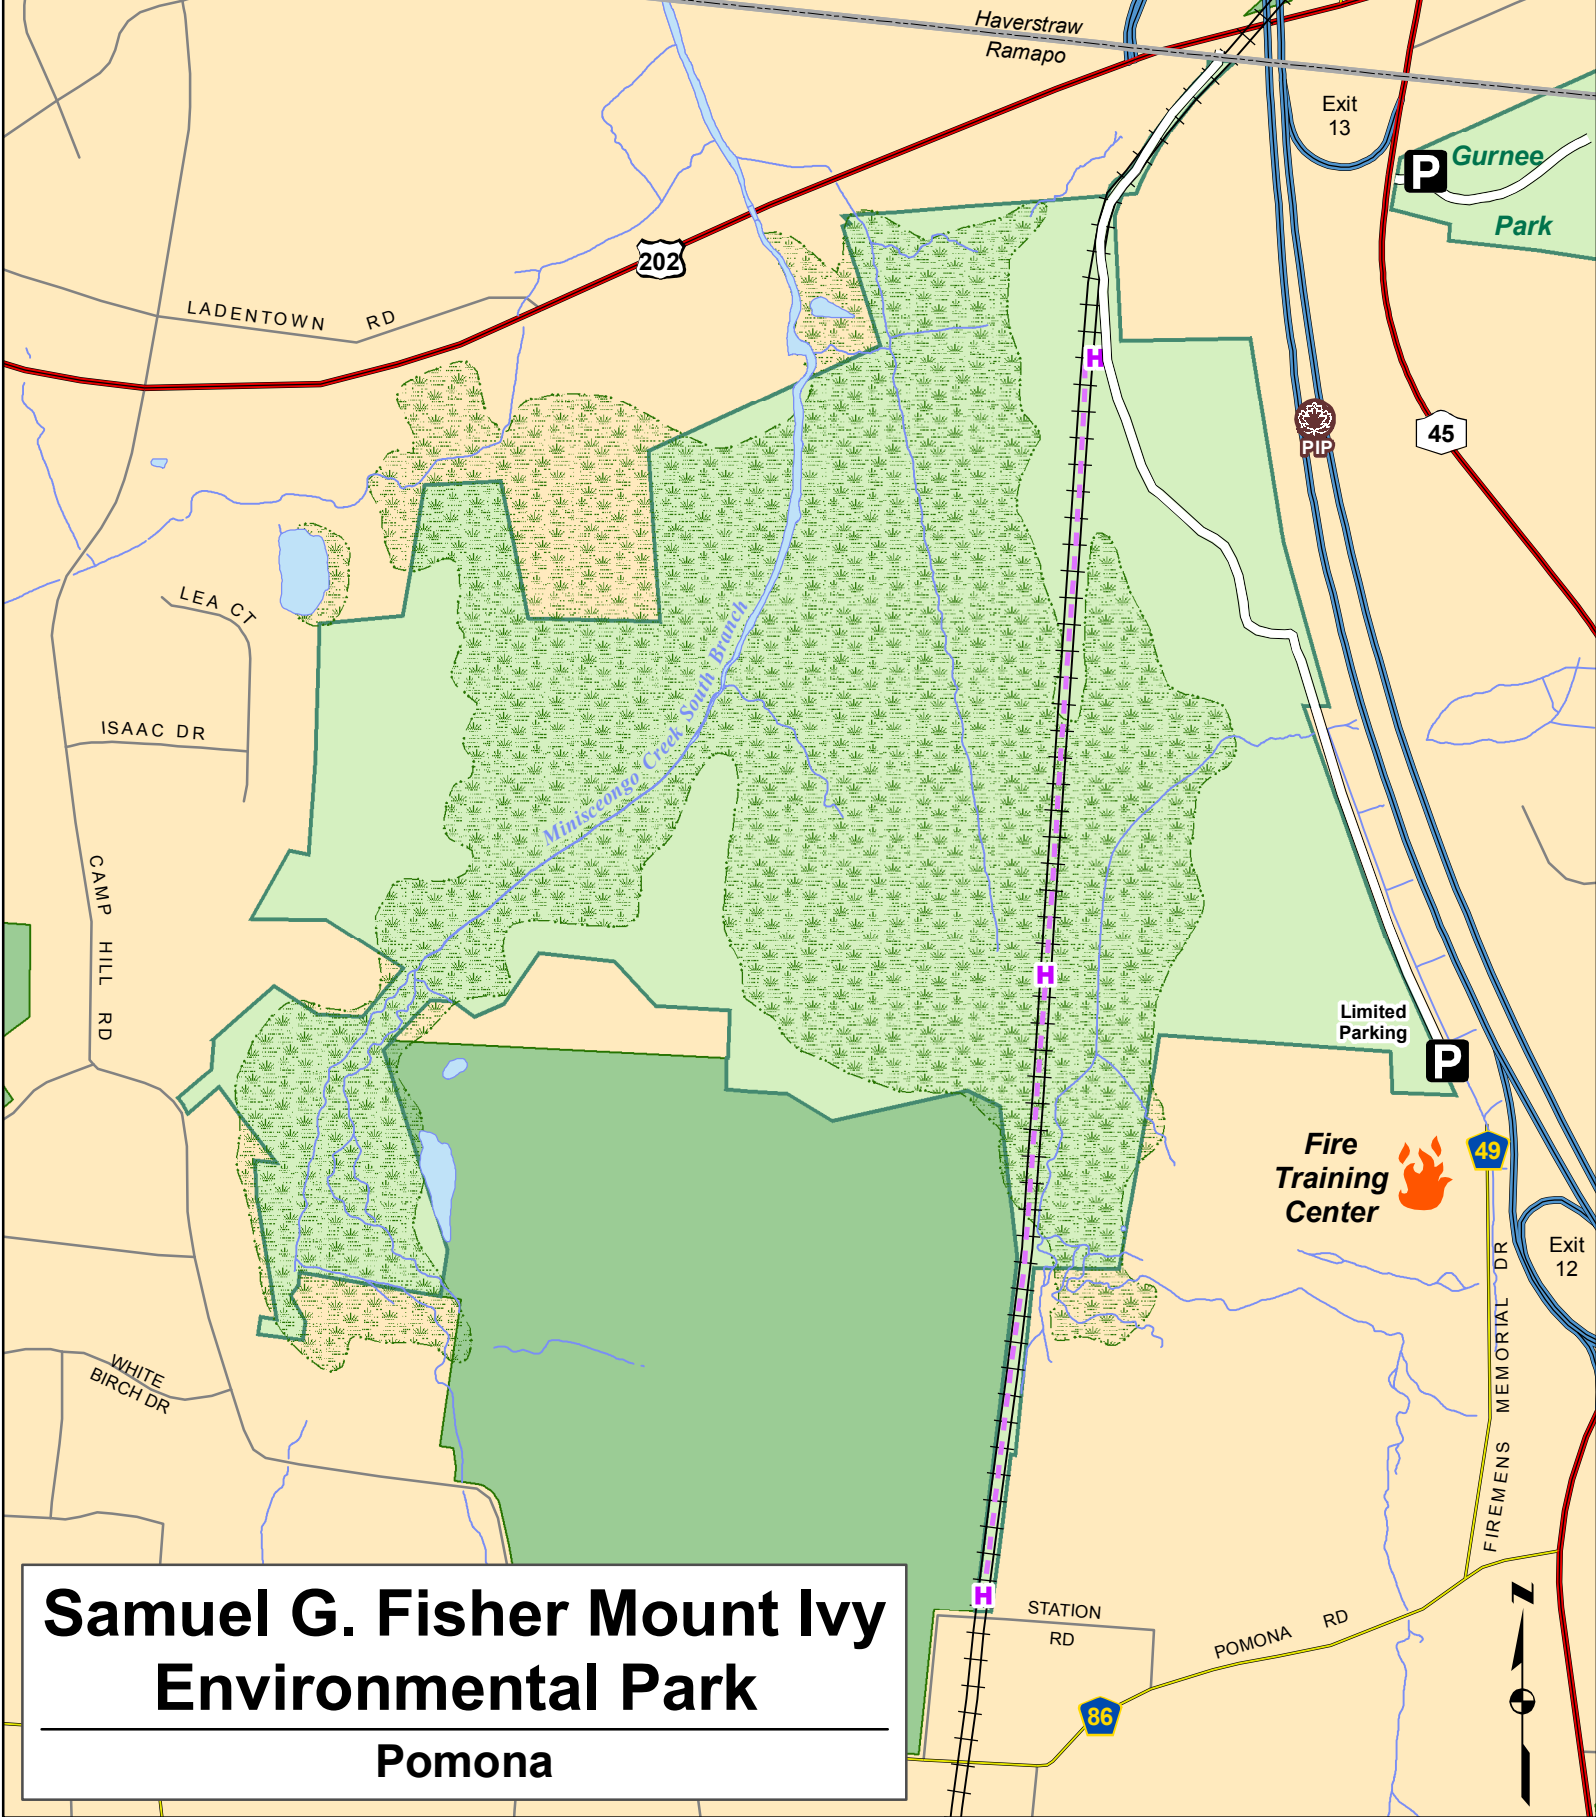 Haverstraw
Ramapo
Exit
13
P
Gurnee
Park
202
LADENTOWN RD
H
PIP
45
LEA CT
Minisceongo Creek South Branch
ISAAC DR
CAMP HILL RD
H
Limited
Parking
P
Fire
Training
Center
49
Exit
12
FIREMENS MEMORIAL DR
WHITE
BIRCH DR
H
STATION
RD
POMONA RD
86
N
Samuel G. Fisher Mount Ivy
Environmental Park
Pomona